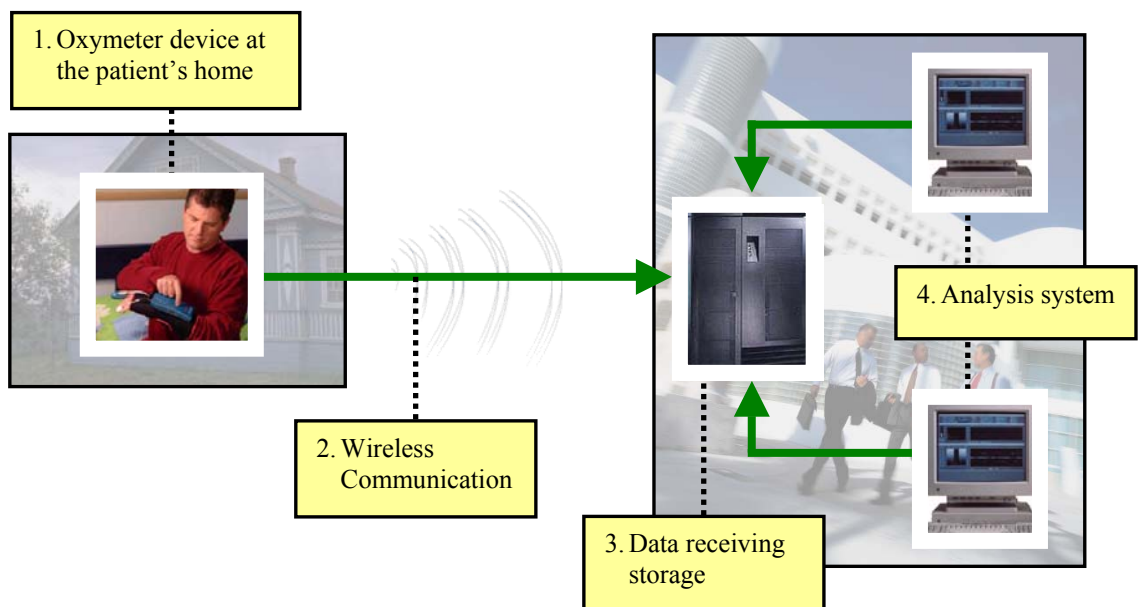 1. Oxymeter device at
the patient's home
2. Wireless
Communication
3. Data receiving
storage
4. Analysis system